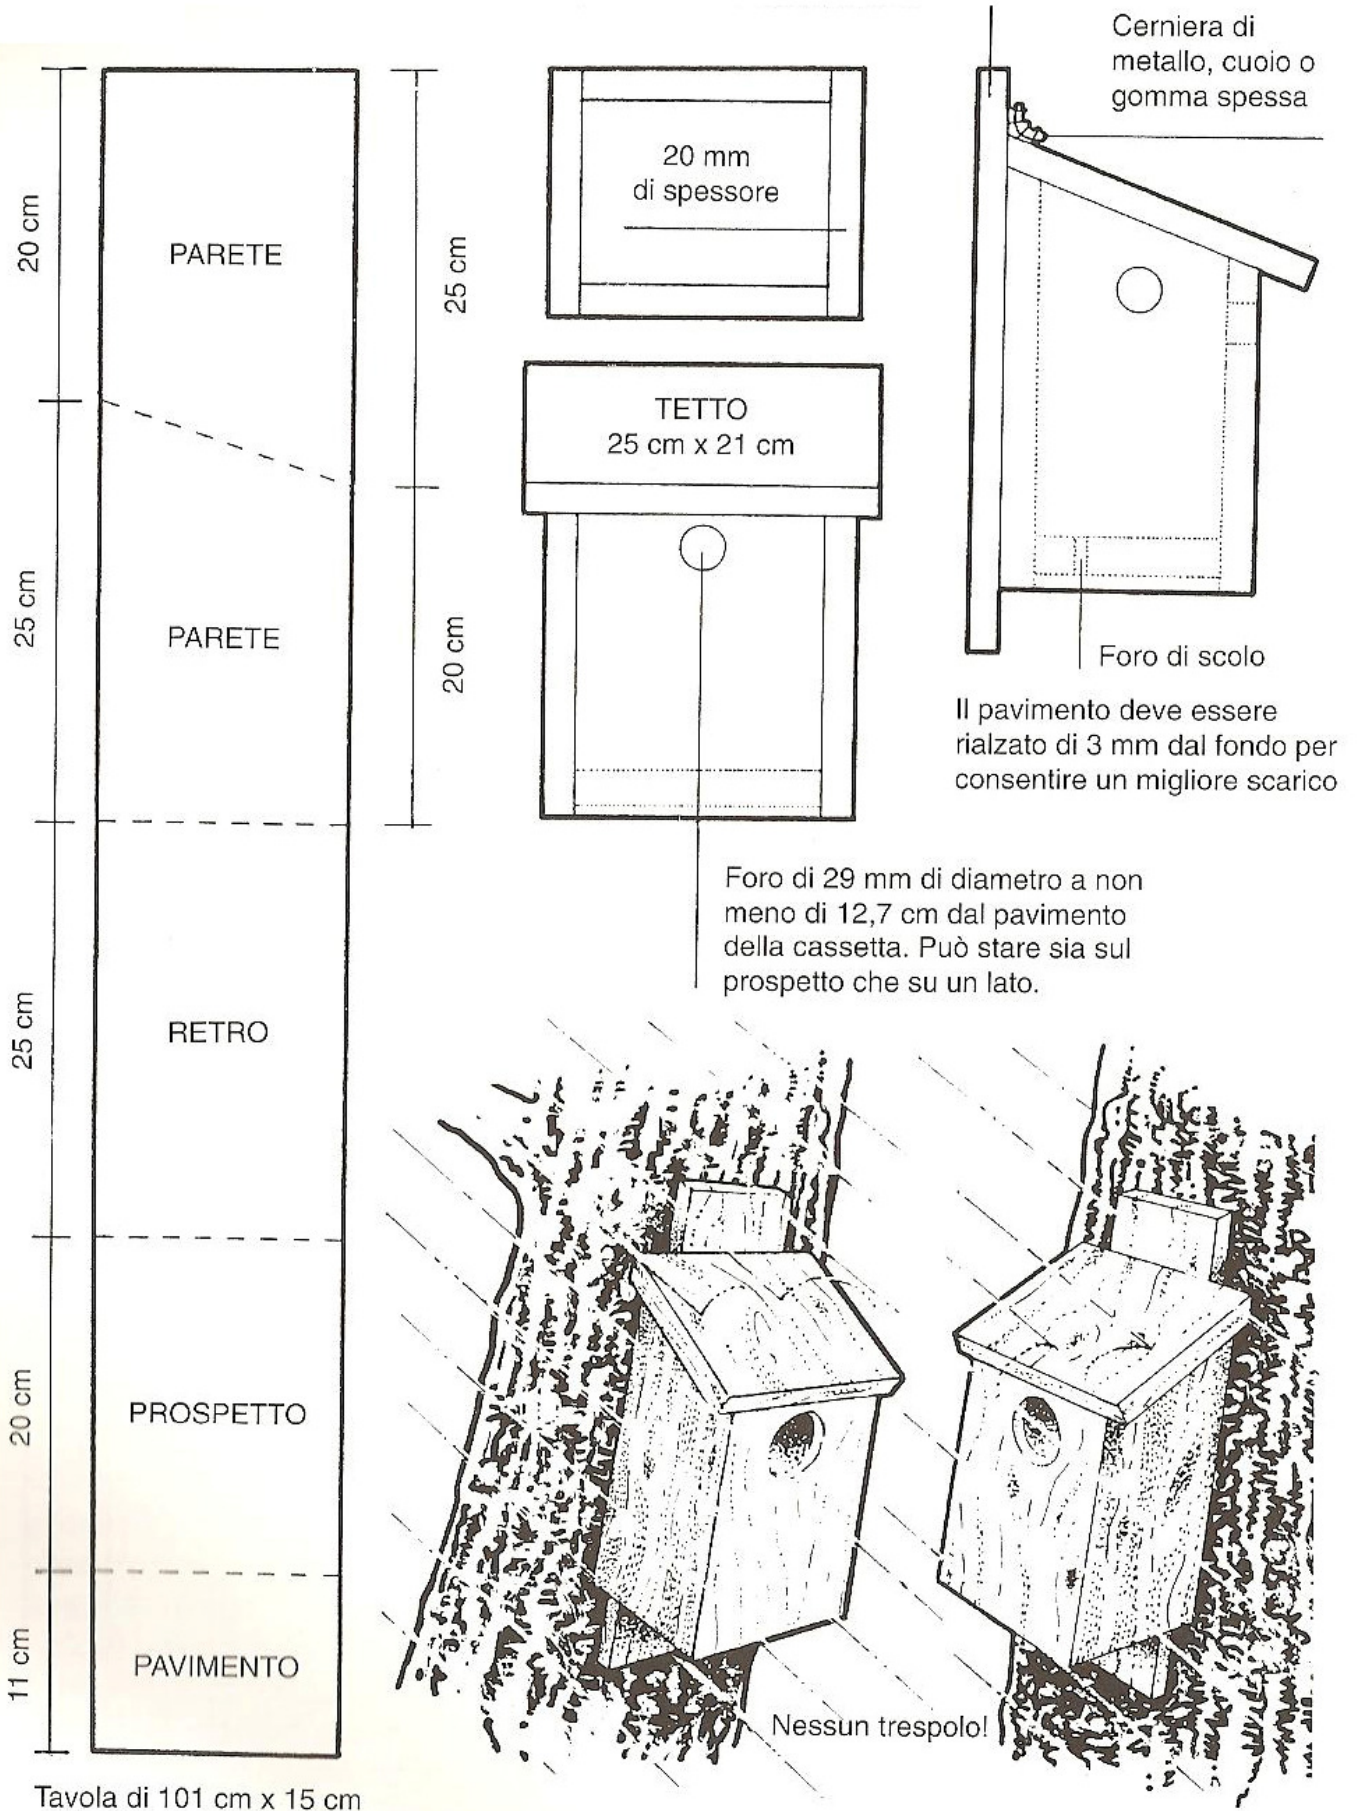 Cerniera di
metallo, cuoio o
gomma spessa
20 cm
PARETE
25 cm
20 mm
di spessore
TETTO
25 cm x 21 cm
25 cm
PARETE
20 cm
Foro di scolo
Il pavimento deve essere
rialzato di 3 mm dal fondo per
consentire un migliore scarico
Foro di 29 mm di diametro a non
meno di 12,7 cm dal pavimento
della cassetta. Può stare sia sul
prospetto che su un lato.
25 cm
RETRO
20 cm
PROSPETTO
11 cm
PAVIMENTO
Nessun trespolo!
Tavola di 101 cm x 15 cm